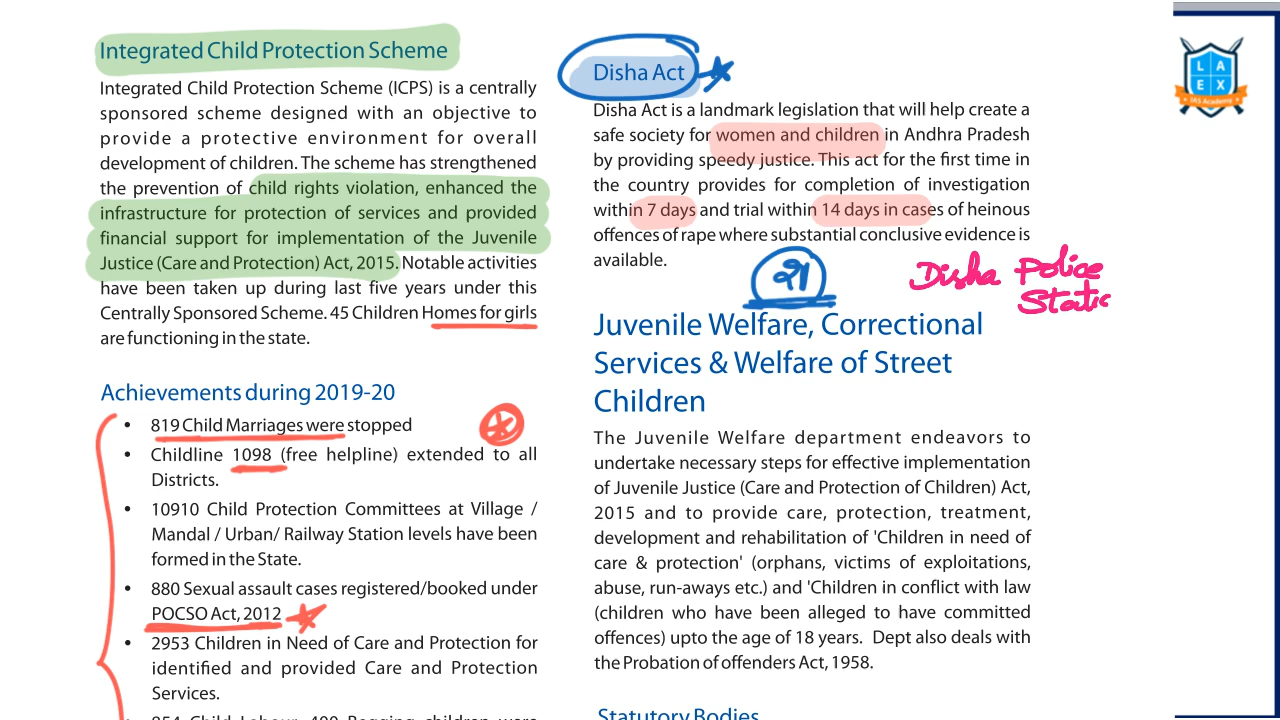 Integrated Child Protection Scheme
Integrated Child Protection Scheme (ICPS) is a centrally
sponsored scheme designed with an objective to
provide a protective environment for overall
development of children. The scheme has strengthened
the prevention of child rights violation, enhanced the
infrastructure for protection of services and provided
financial support for implementation of the Juvenile
Justice (Care and Protection) Act, 2015. Notable activities
have been taken up during last five years under this
Centrally Sponsored Scheme. 45 Children Homes for girls
are functioning in the state.
Achievements during 2019-20
• 819 Child Marriages were stopped
• Childline 1098 (free helpline) extended to all
Districts.
• 10910 Child Protection Committees at Village /
Mandal / Urban/ Railway Station levels have been
formed in the State.
• 880 Sexual assault cases registered/booked under
POCSO Act, 2012
• 2953 Children in Need of Care and Protection for
identified and provided Care and Protection
Services.
854 Child Labour, 400 Begging children were
Disha Act
Disha Act is a landmark legislation that will help create a
safe society for women and children in Andhra Pradesh
by providing speedy justice. This act for the first time in
the country provides for completion of investigation
within 7 days and trial within 14 days in cases of heinous
offences of rape where substantial conclusive evidence is
available.
Disha Police
Static
Juvenile Welfare, Correctional
Services & Welfare of Street
Children
The Juvenile Welfare department endeavors to
undertake necessary steps for effective implementation
of Juvenile Justice (Care and Protection of Children) Act,
2015 and to provide care, protection, treatment,
development and rehabilitation of 'Children in need of
care & protection' (orphans, victims of exploitations,
abuse, run-aways etc.) and 'Children in conflict with law
(children who have been alleged to have committed
offences) upto the age of 18 years. Dept also deals with
the Probation of offenders Act, 1958.
Statutory Bodies
LA
EX
IAS Academy